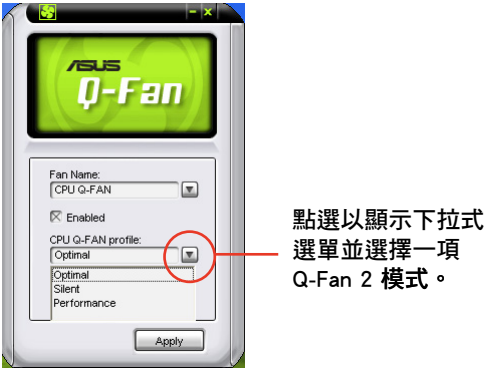 ASUS
Q-Fan
Fan Name:
CPU Q-FAN
Enabled
CPU Q-FAN profile:
Optimal
Optimal
Silent
Performance
Apply
點選以顯示下拉式
選單並選擇一項
Q-Fan 2 模式。